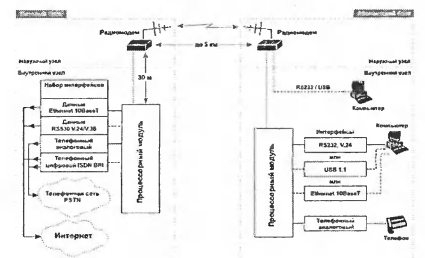 Радиомодем
Радиомодем
до 5 км
Наружный узел
Внутренний узел
Наружный узел
Внутренний узел
30 м
Набор интерфейсов
Данные
Ethernet 10BaseT
Данные
RS530 V.24/V.35
Телефонный
аналоговый
Телефонный
цифровой ISDN BRI
Процессорный модуль
Телефонная сеть
PSTN
Интернет
RS232 / USB
Компьютер
Компьютер
Процессорный модуль
Интерфейсы
RS232, V.24
или
USB 1.1
или
Ethernet 10BaseT
Телефонный
аналоговый
Телефон